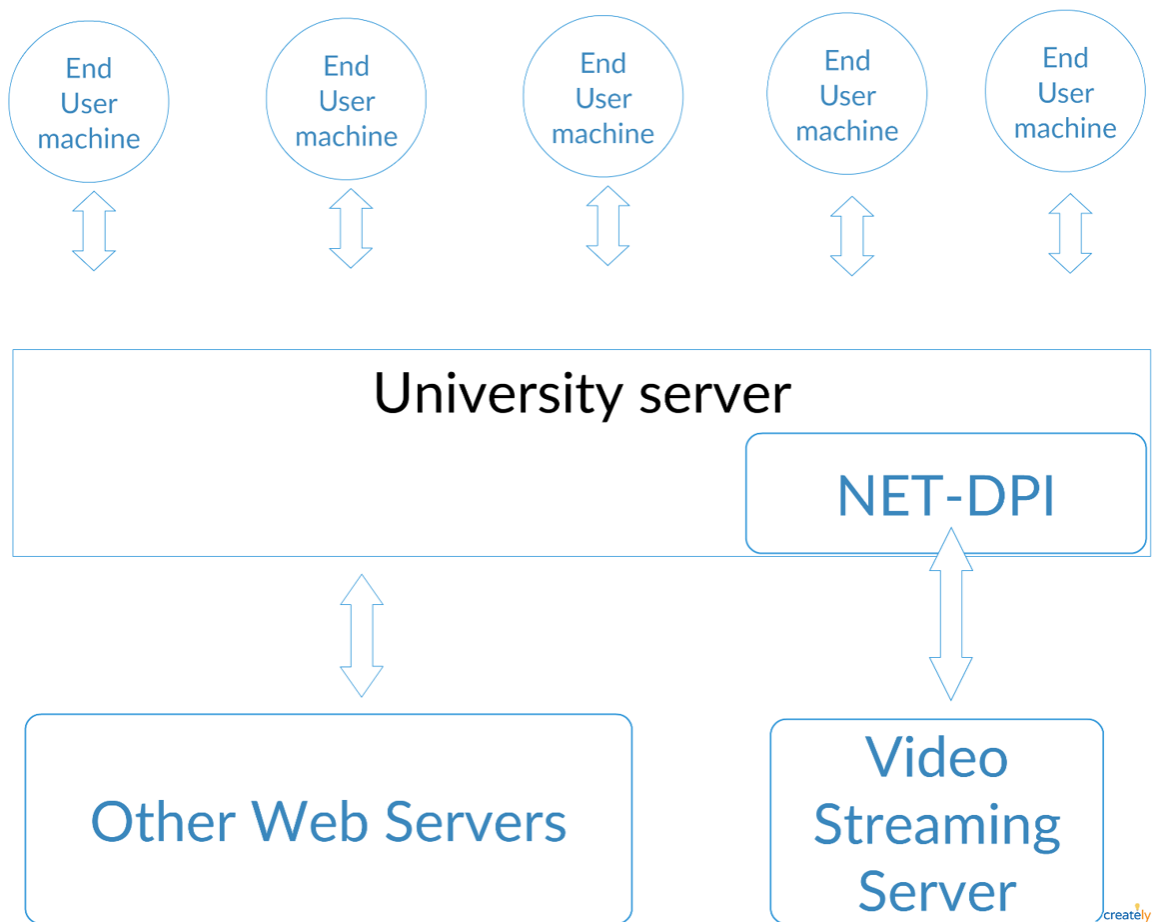 End
User
machine
End
User
machine
End
User
machine
End
User
machine
End
User
machine
University server
NET-DPI
Other Web Servers
Video
Streaming
Server
creately